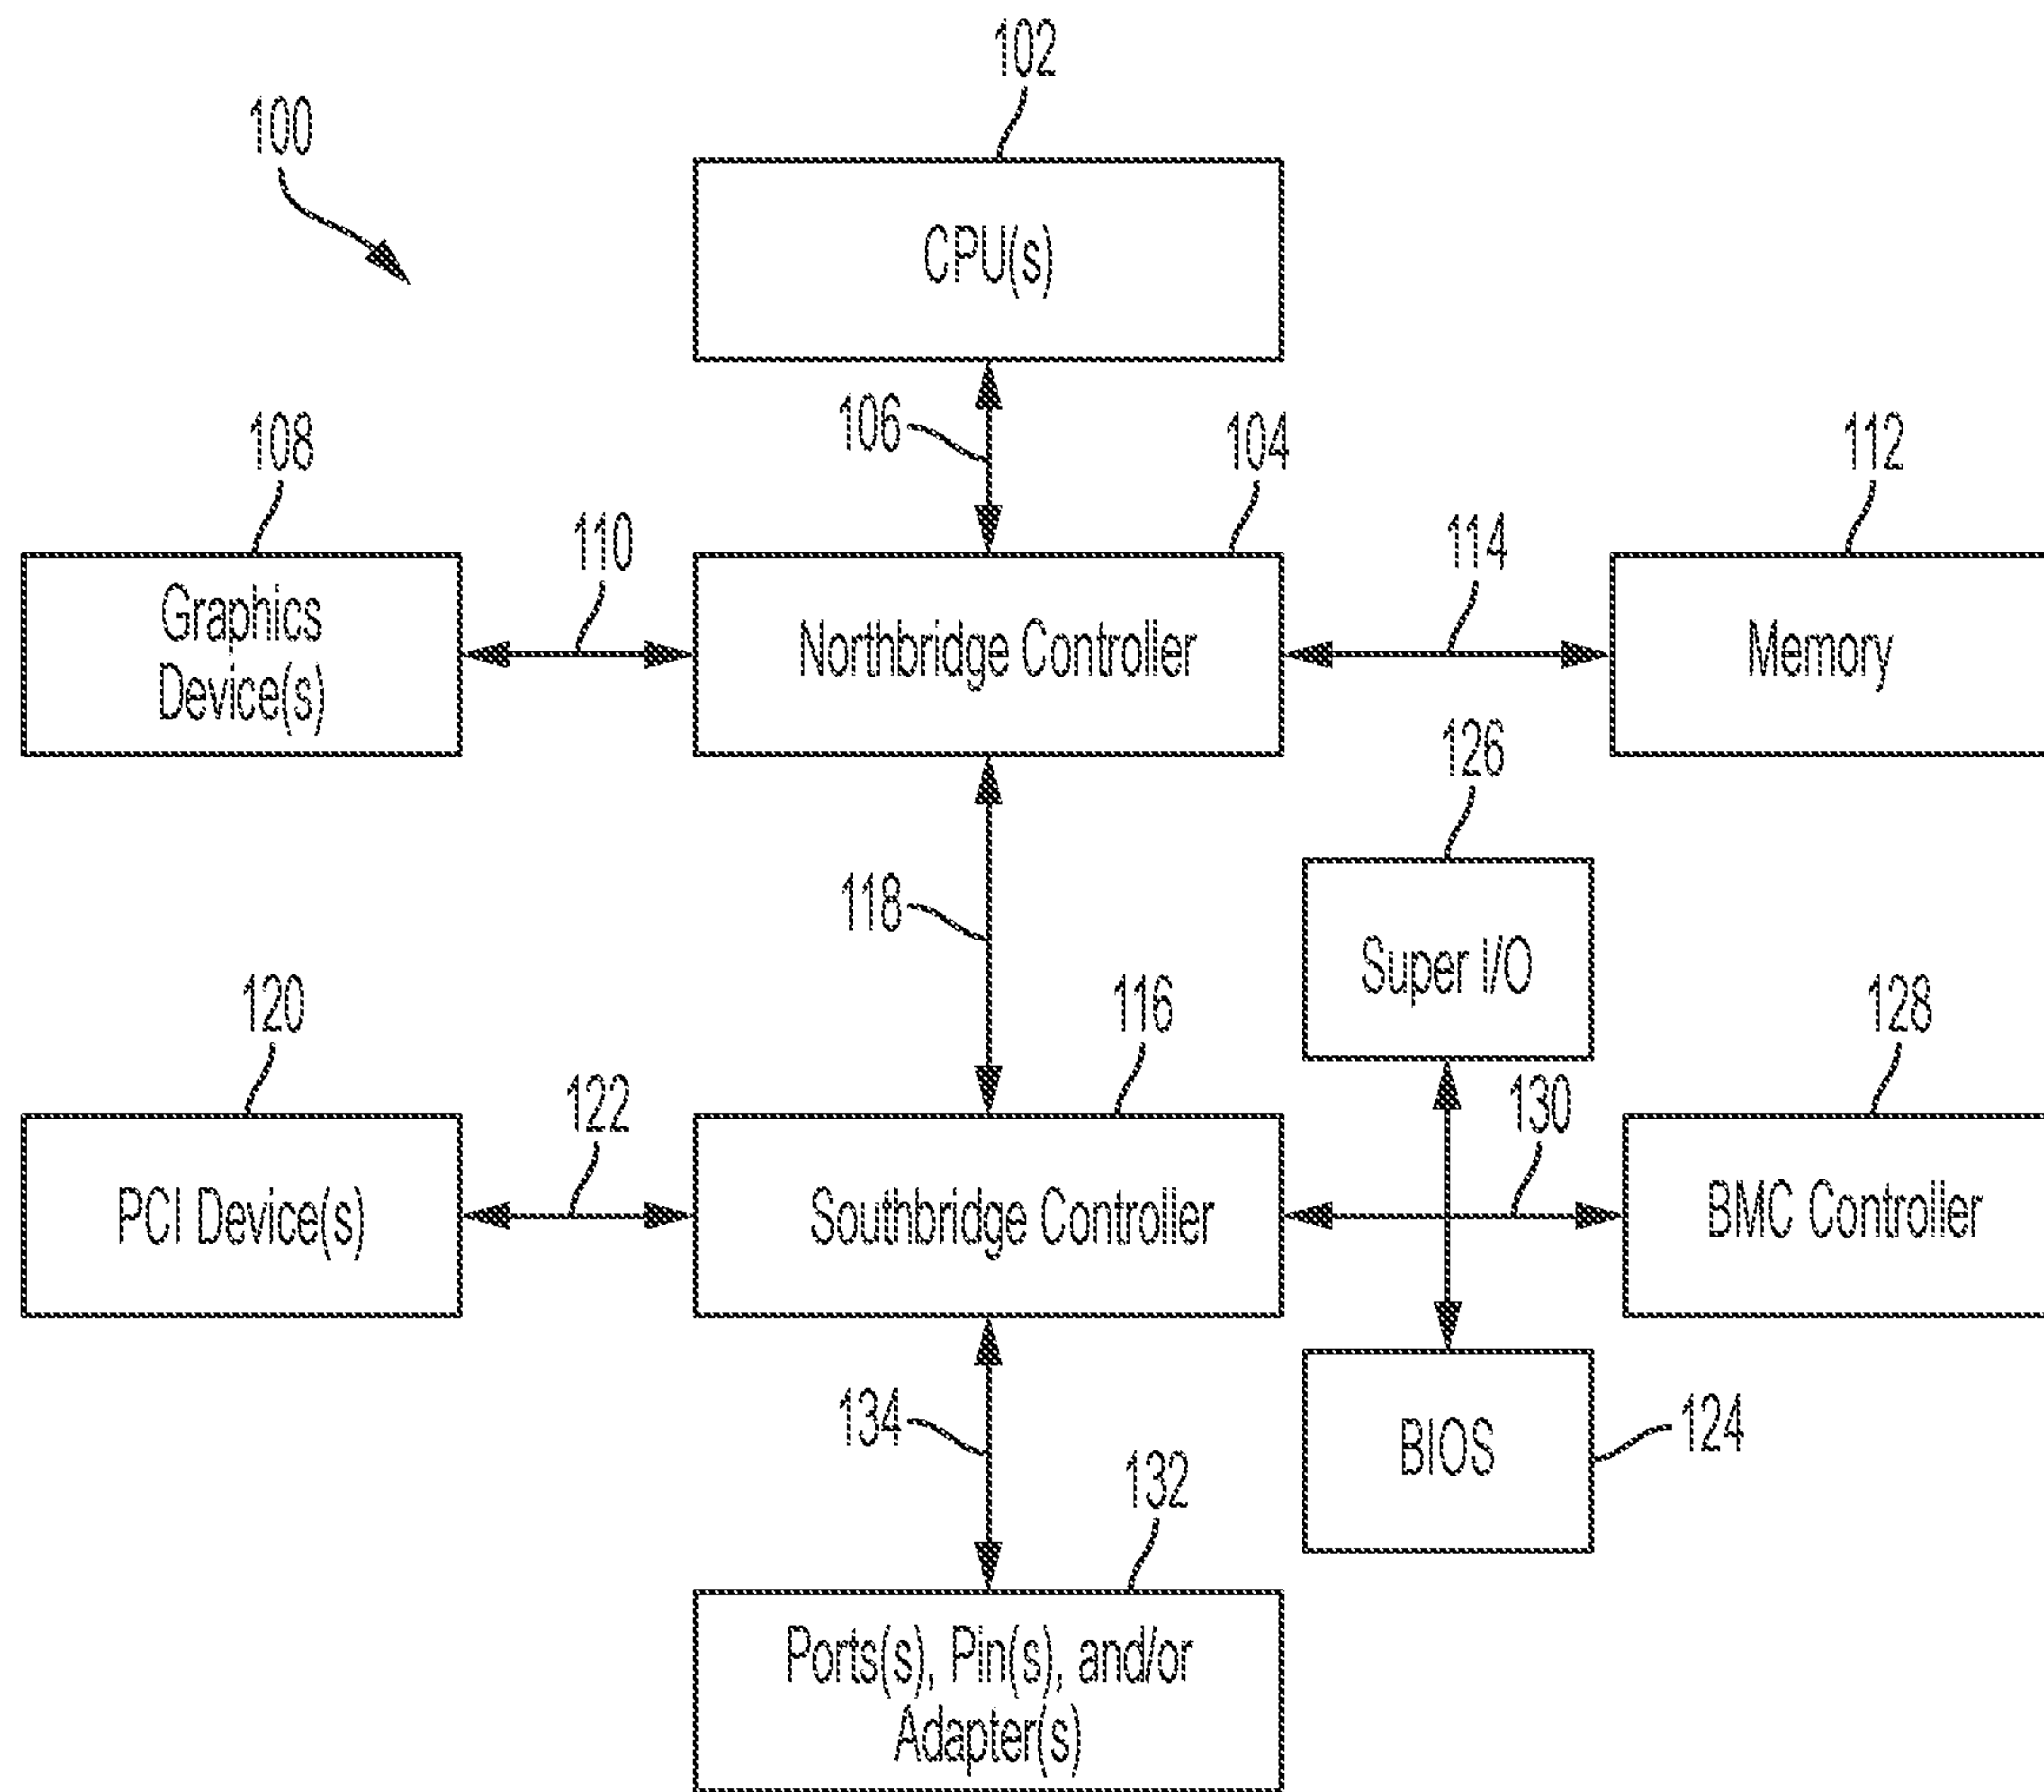 102
100
CPU(s)
106
108
104
112
110
114
Graphics
Device(s)
Northbridge Controller
Memory
126
118
Super I/O
120
116
128
122
130
PCI Device(s)
Southbridge Controller
BMC Controller
134
BIOS
124
132
Ports(s), Pin(s), and/or
Adapter(s)